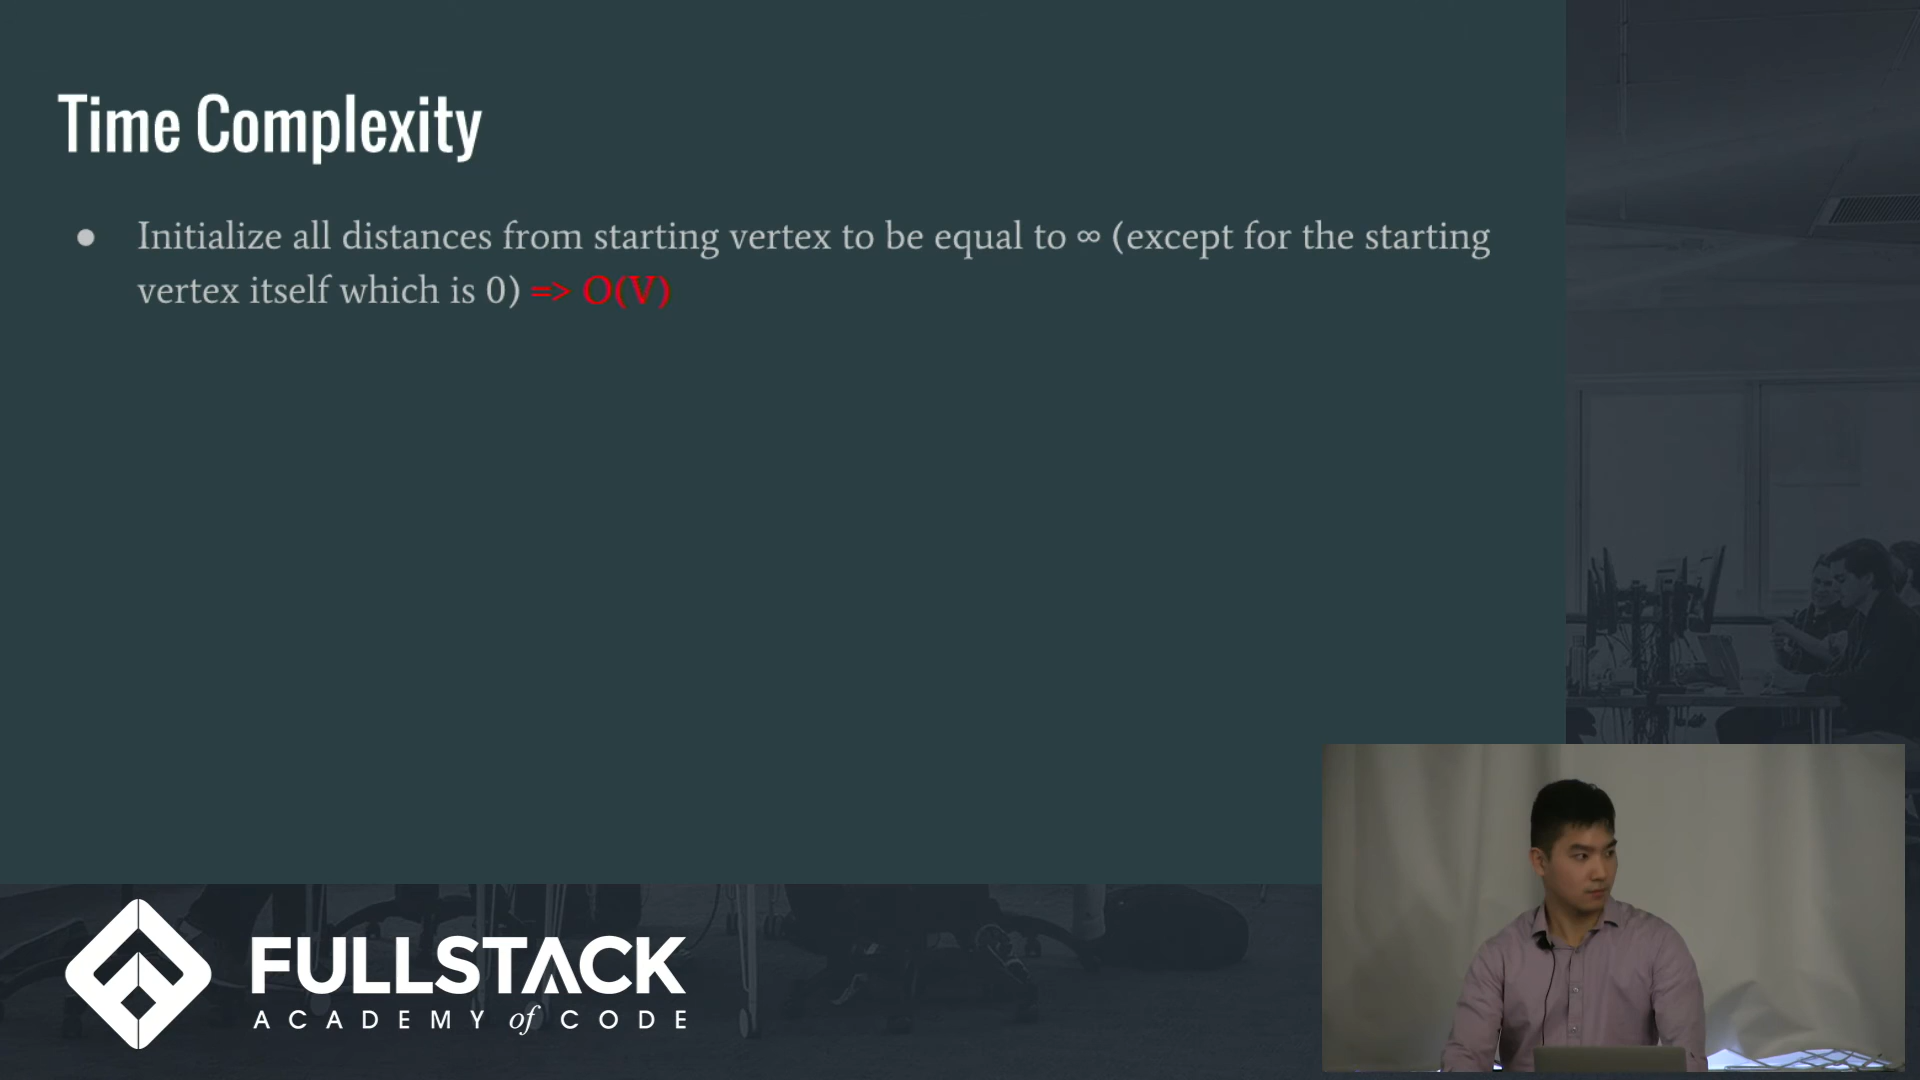 Time Complexity
● Initialize all distances from starting vertex to be equal to ∞ (except for the starting
vertex itself which is 0) => O(V)
FULLSTACK
ACADEMY of CODE